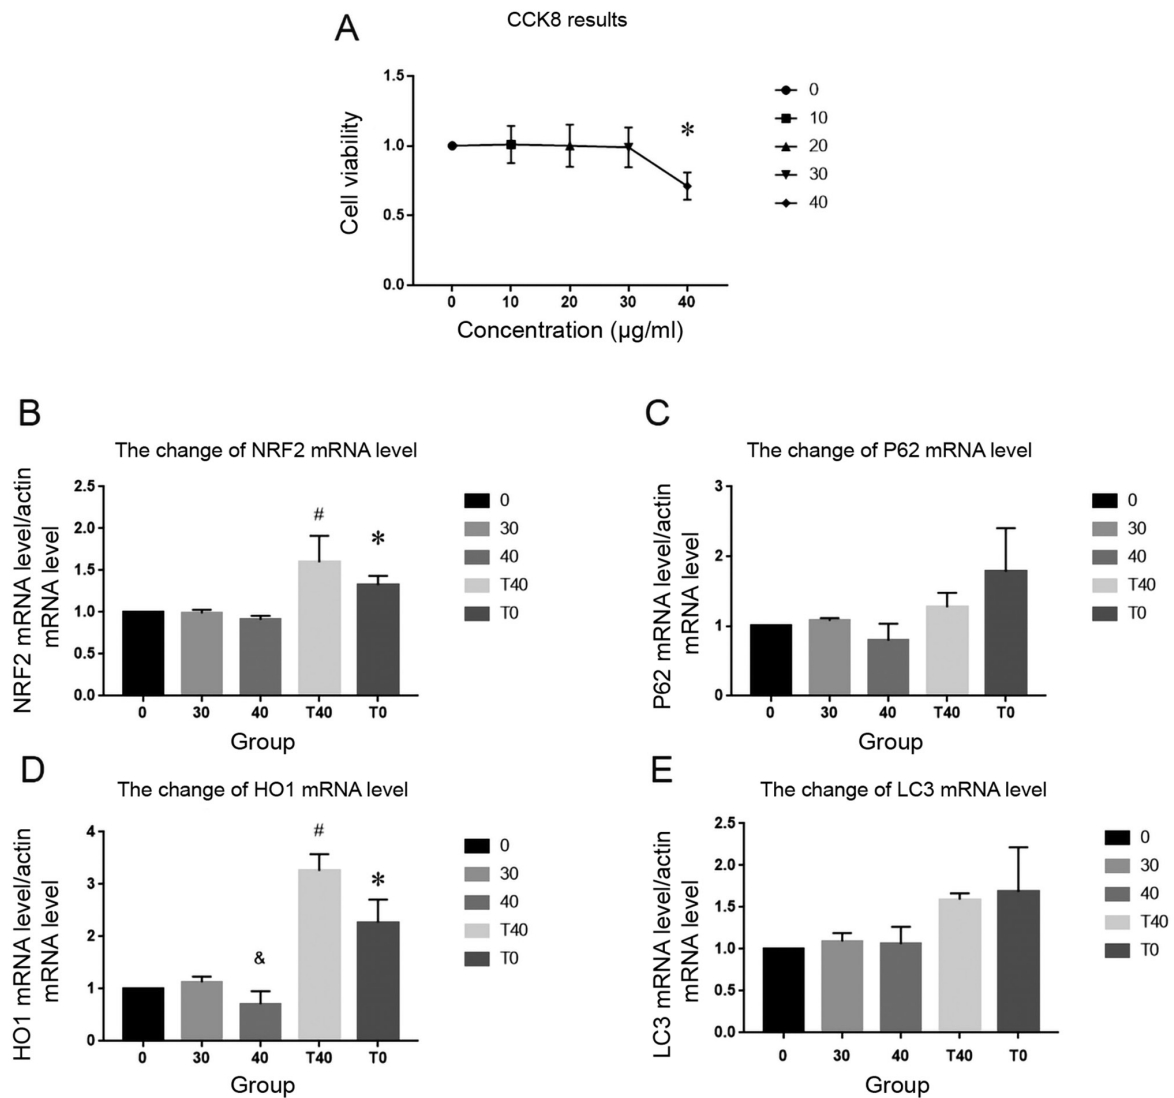 A
CCK8 results
Cell viability
1.5
1.0
0.5
0.0
0
10
20
30
40
*
0 10 20 30 40
Concentration (µg/ml)
B
The change of NRF2 mRNA level
NRF2 mRNA level/actin
mRNA level
2.5
2.0
1.5
1.0
0.5
0.0
#
*
0
30
40
T40
T0
0 30 40 T40 T0
Group
C
The change of P62 mRNA level
P62 mRNA level/actin
mRNA level
3
2
1
0
0
30
40
T40
T0
0 30 40 T40 T0
Group
D
The change of HO1 mRNA level
HO1 mRNA level/actin
mRNA level
4
3
2
1
0
&
#
*
0
30
40
T40
T0
0 30 40 T40 T0
Group
E
The change of LC3 mRNA level
LC3 mRNA level/actin
mRNA level
2.5
2.0
1.5
1.0
0.5
0.0
0
30
40
T40
T0
0 30 40 T40 T0
Group